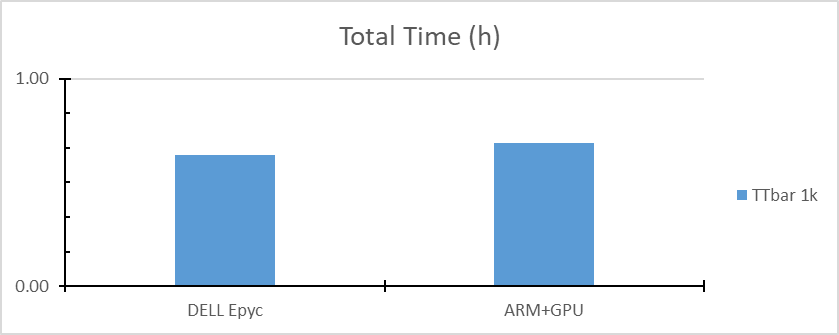 Total Time (h)
1.00
TTbar 1k
0.00
DELL Epyc
ARM+GPU